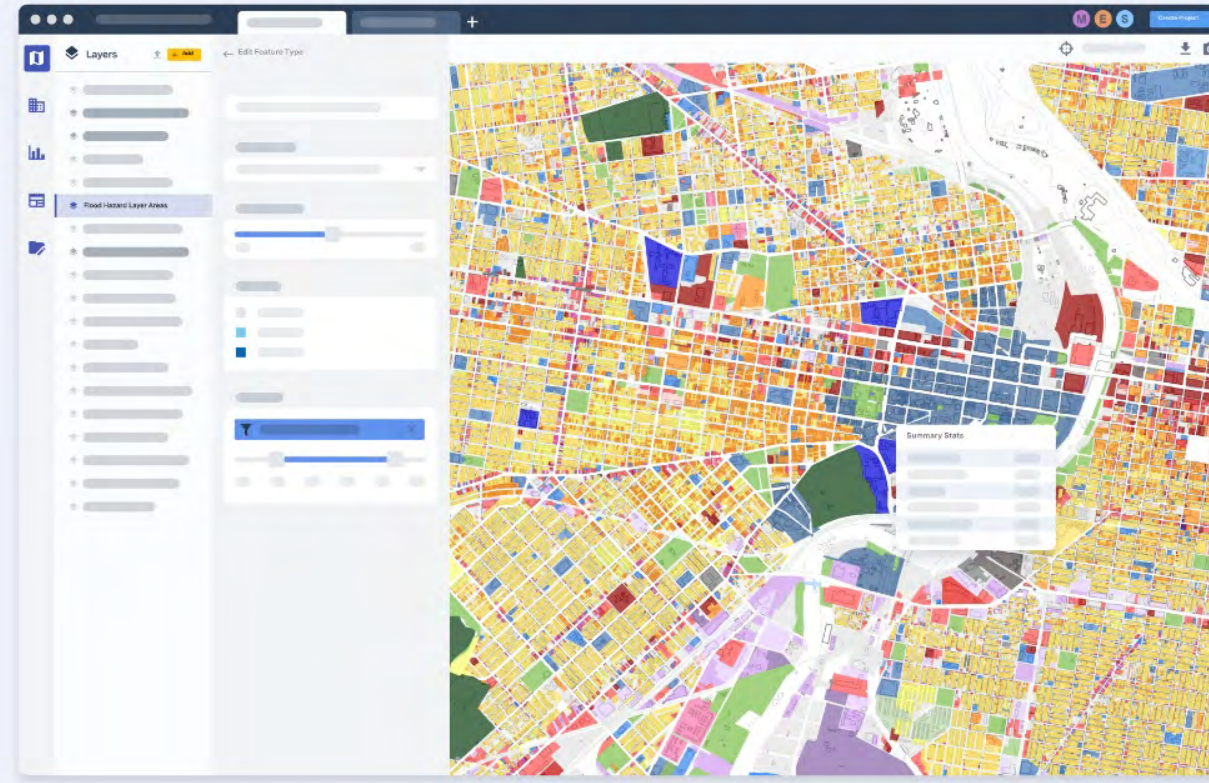 M E S
Create Project
Layers
Add
Edit Feature Type
Flood Hazard Layer Areas
Summary Stats